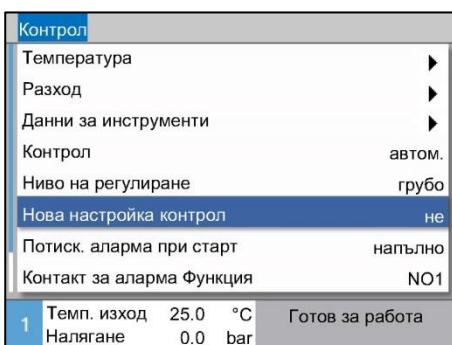 Контрол
Температура
Разход
Данни за инструменти
Контрол автом.
Ниво на регулиране грубо
Нова настройка контрол не
Потиск. аларма при старт напълно
Контакт за аларма Функция NO1
1 Темп. изход 25.0 °C Готов за работа
Налягане 0.0 bar